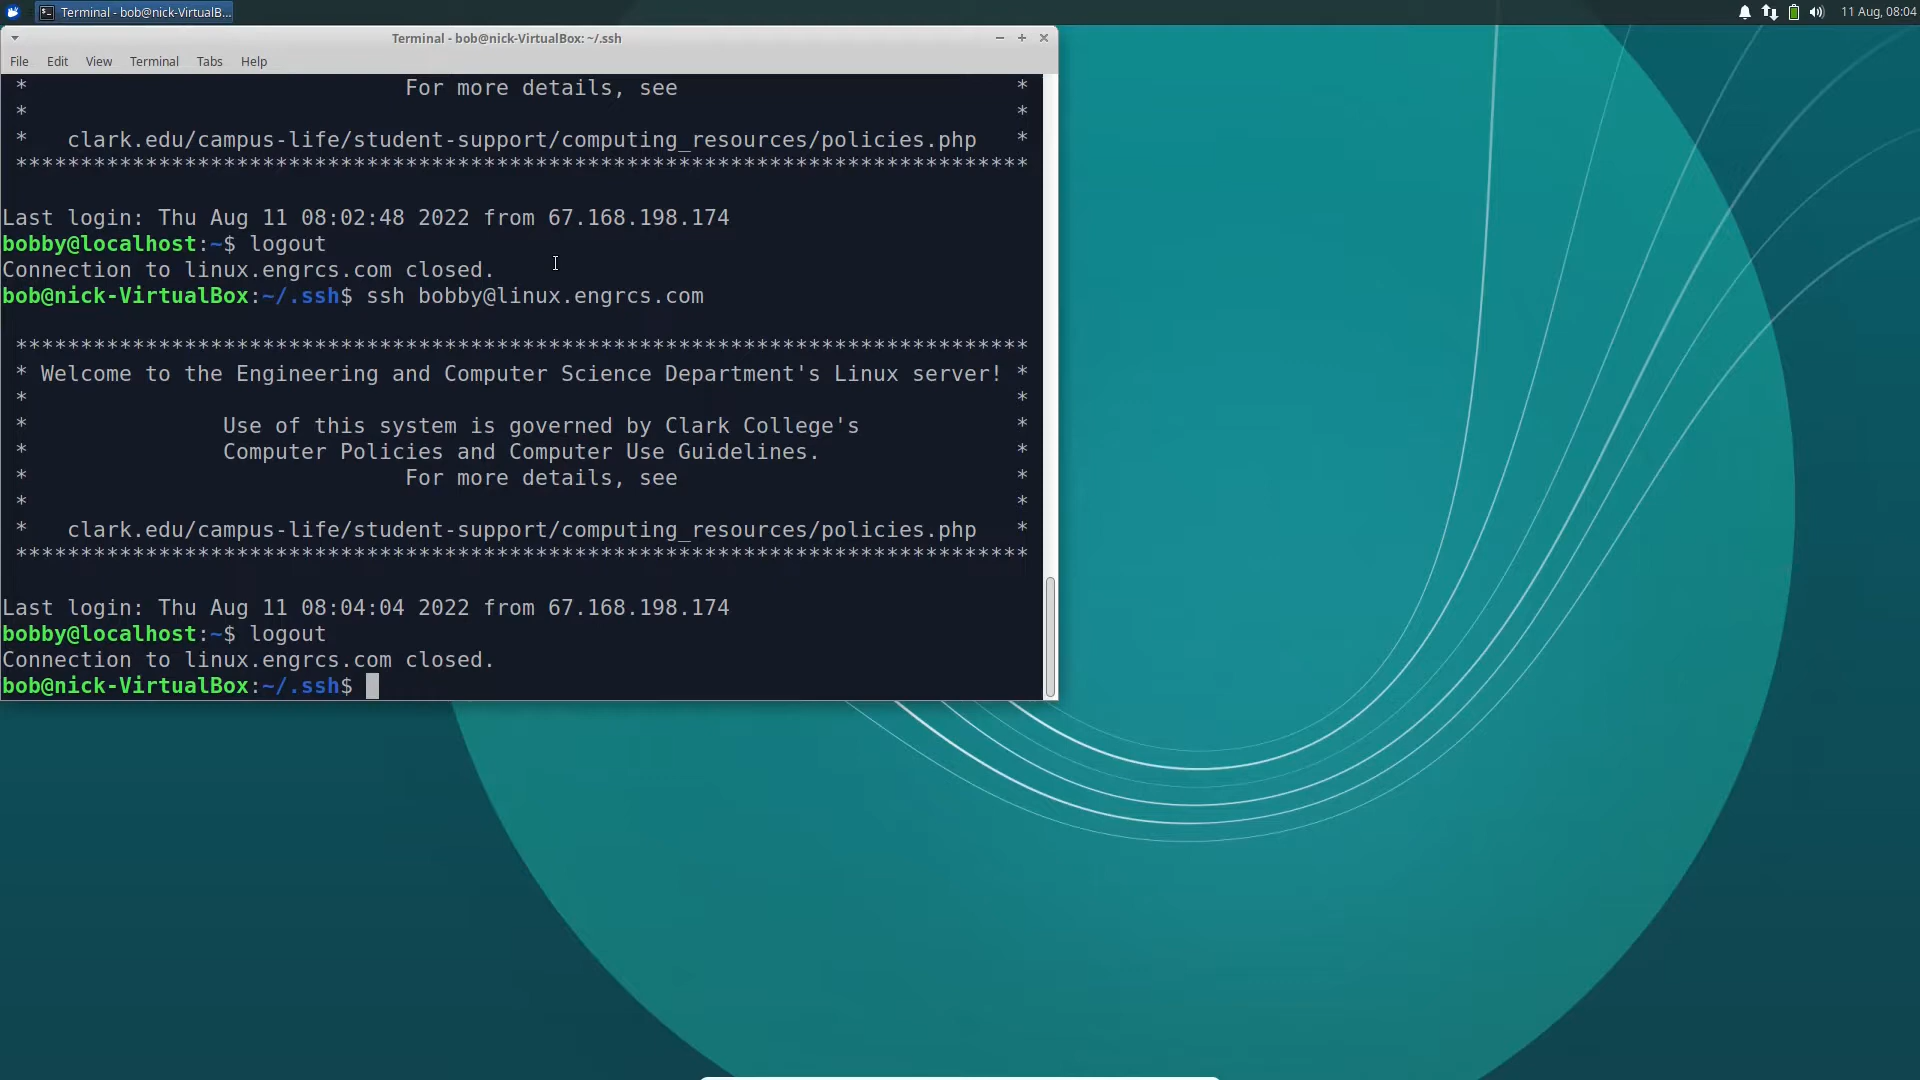 Terminal - bob@nick-VirtualB...
11 Aug, 08:04
Terminal - bob@nick-VirtualBox: ~/.ssh
File Edit View Terminal Tabs Help
* For more details, see *
* *
* clark.edu/campus-life/student-support/computing_resources/policies.php *
******************************************************************************
Last login: Thu Aug 11 08:02:48 2022 from 67.168.198.174
bobby@localhost:~$ logout
Connection to linux.engrcs.com closed.
bob@nick-VirtualBox:~/.ssh$ ssh bobby@linux.engrcs.com
******************************************************************************
* Welcome to the Engineering and Computer Science Department's Linux server! *
* *
* Use of this system is governed by Clark College's *
* Computer Policies and Computer Use Guidelines. *
* For more details, see *
* *
* clark.edu/campus-life/student-support/computing_resources/policies.php *
******************************************************************************
Last login: Thu Aug 11 08:04:04 2022 from 67.168.198.174
bobby@localhost:~$ logout
Connection to linux.engrcs.com closed.
bob@nick-VirtualBox:~/.ssh$